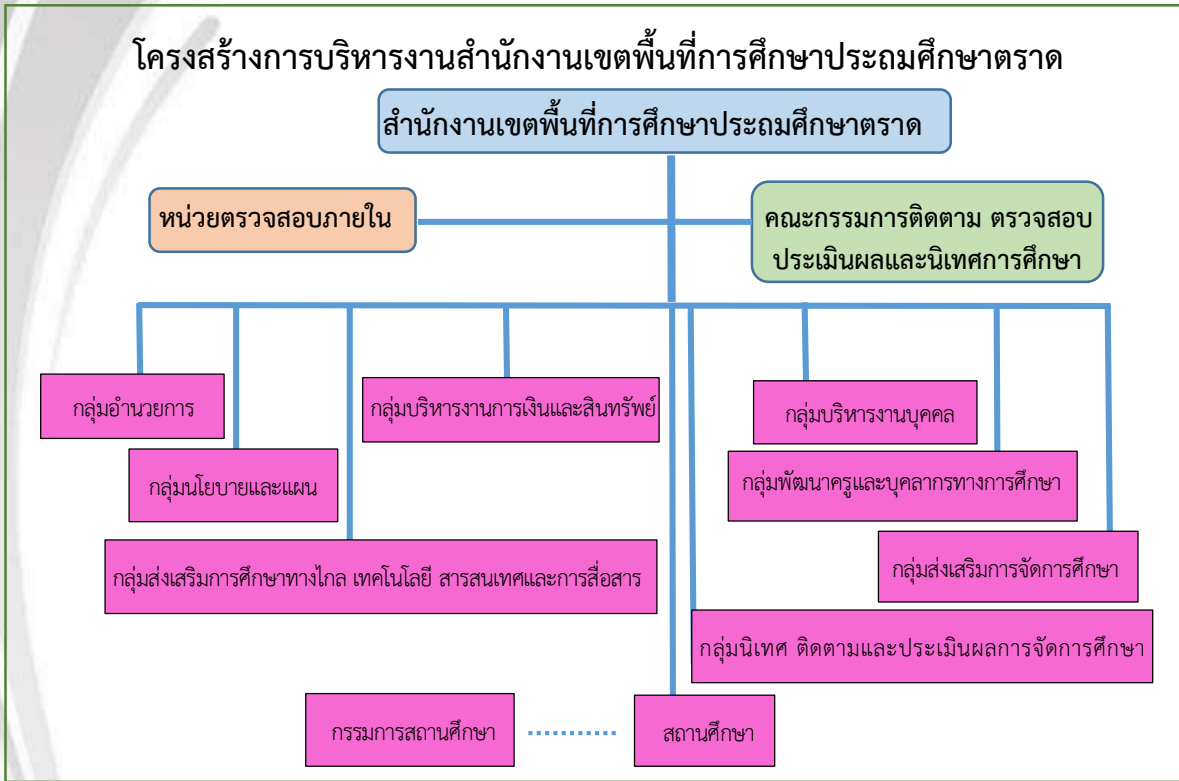 โครงสร้างการบริหารงานสำนักงานเขตพื้นที่การศึกษาประถมศึกษาตราด
สำนักงานเขตพื้นที่การศึกษาประถมศึกษาตราด
หน่วยตรวจสอบภายใน
คณะกรรมการติดตาม ตรวจสอบ
ประเมินผลและนิเทศการศึกษา
กลุ่มอำนวยการ
กลุ่มบริหารงานการเงินและสินทรัพย์
กลุ่มบริหารงานบุคคล
กลุ่มนโยบายและแผน
กลุ่มพัฒนาครูและบุคลากรทางการศึกษา
กลุ่มส่งเสริมการศึกษาทางไกล เทคโนโลยี สารสนเทศและการสื่อสาร
กลุ่มส่งเสริมการจัดการศึกษา
กลุ่มนิเทศ ติดตามและประเมินผลการจัดการศึกษา
กรรมการสถานศึกษา
สถานศึกษา